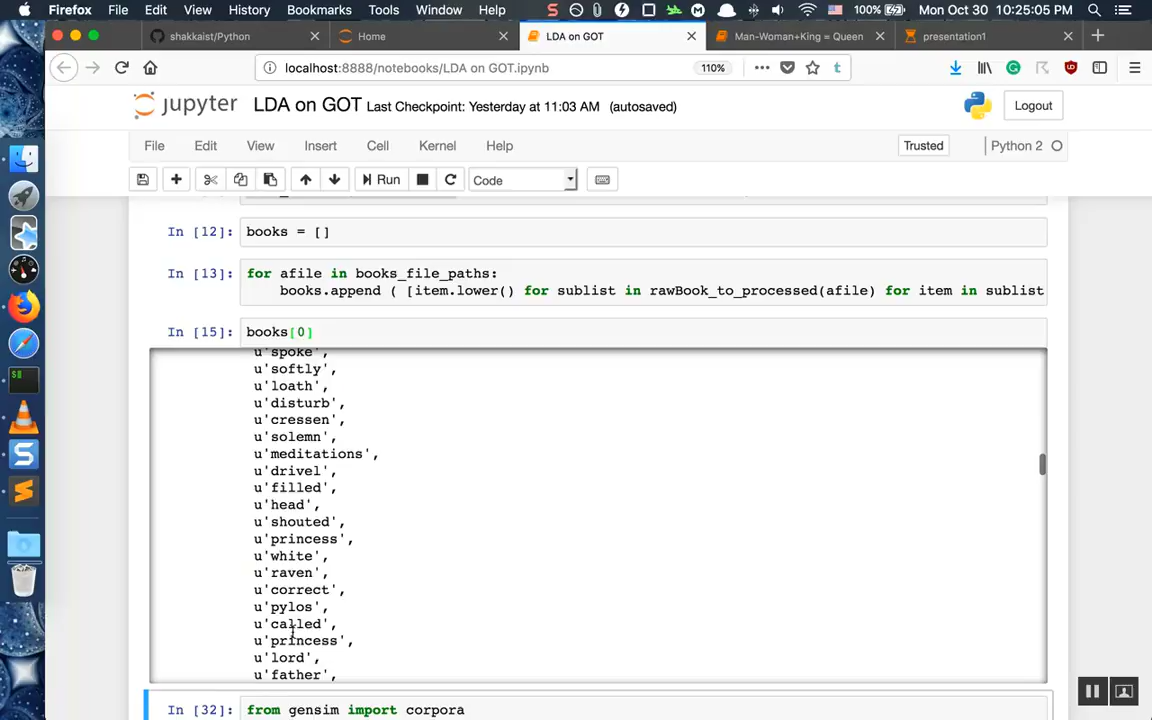 Firefox File Edit View History Bookmarks Tools Window Help 100% Mon Oct 30 10:25:05 PM
shakkaist/Python Home LDA on GOT Man-Woman+King = Queen presentation1
localhost:8888/notebooks/LDA on GOT.ipynb 110%
jupyter LDA on GOT Last Checkpoint: Yesterday at 11:03 AM (autosaved) Logout
File Edit View Insert Cell Kernel Help Trusted Python 2
Run Code
In [12]: books = []
In [13]: for afile in books_file_paths:
books.append ( [item.lower() for sublist in rawBook_to_processed(afile) for item in sublist
In [15]: books[0]
u'spoke',
u'softly',
u'loath',
u'disturb',
u'cressen',
u'solemn',
u'meditations',
u'drivel',
u'filled',
u'head',
u'shouted',
u'princess',
u'white',
u'raven',
u'correct',
u'pylos',
u'called',
u'princess',
u'lord',
u'father',
In [32]: from gensim import corpora